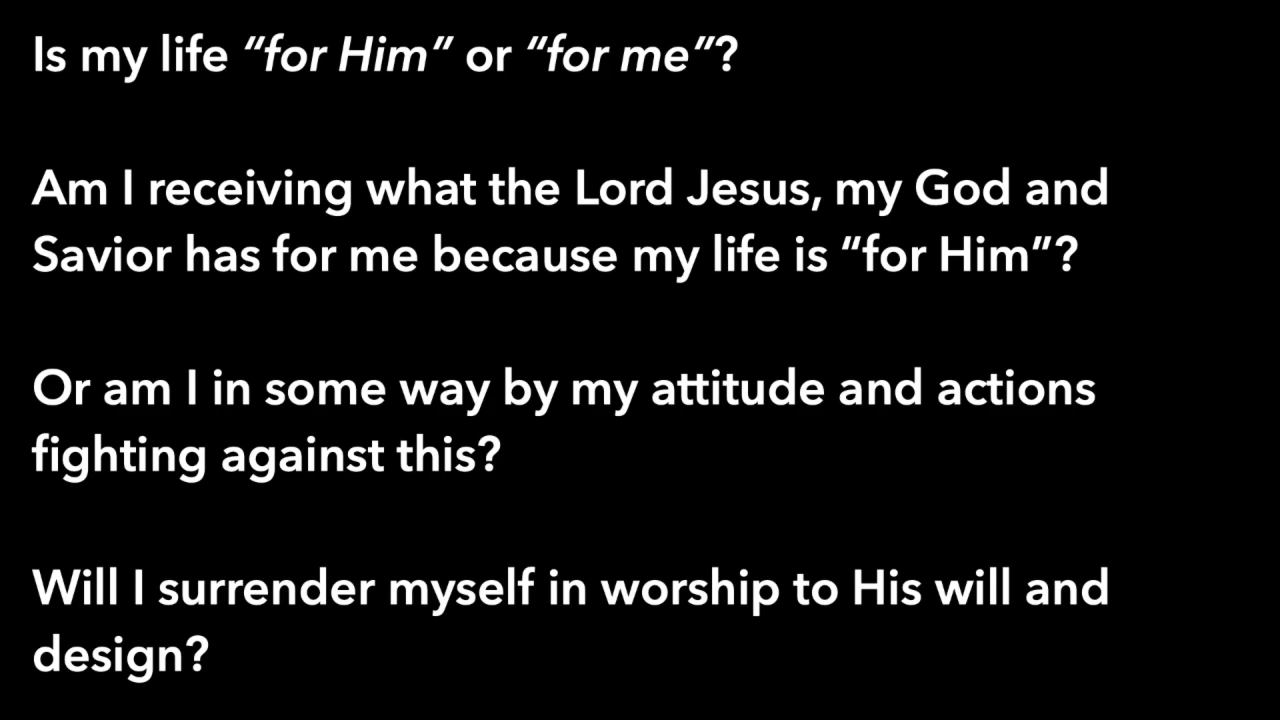 Is my life “for Him” or “for me”?
Am I receiving what the Lord Jesus, my God and
Savior has for me because my life is “for Him”?
Or am I in some way by my attitude and actions
fighting against this?
Will I surrender myself in worship to His will and
design?